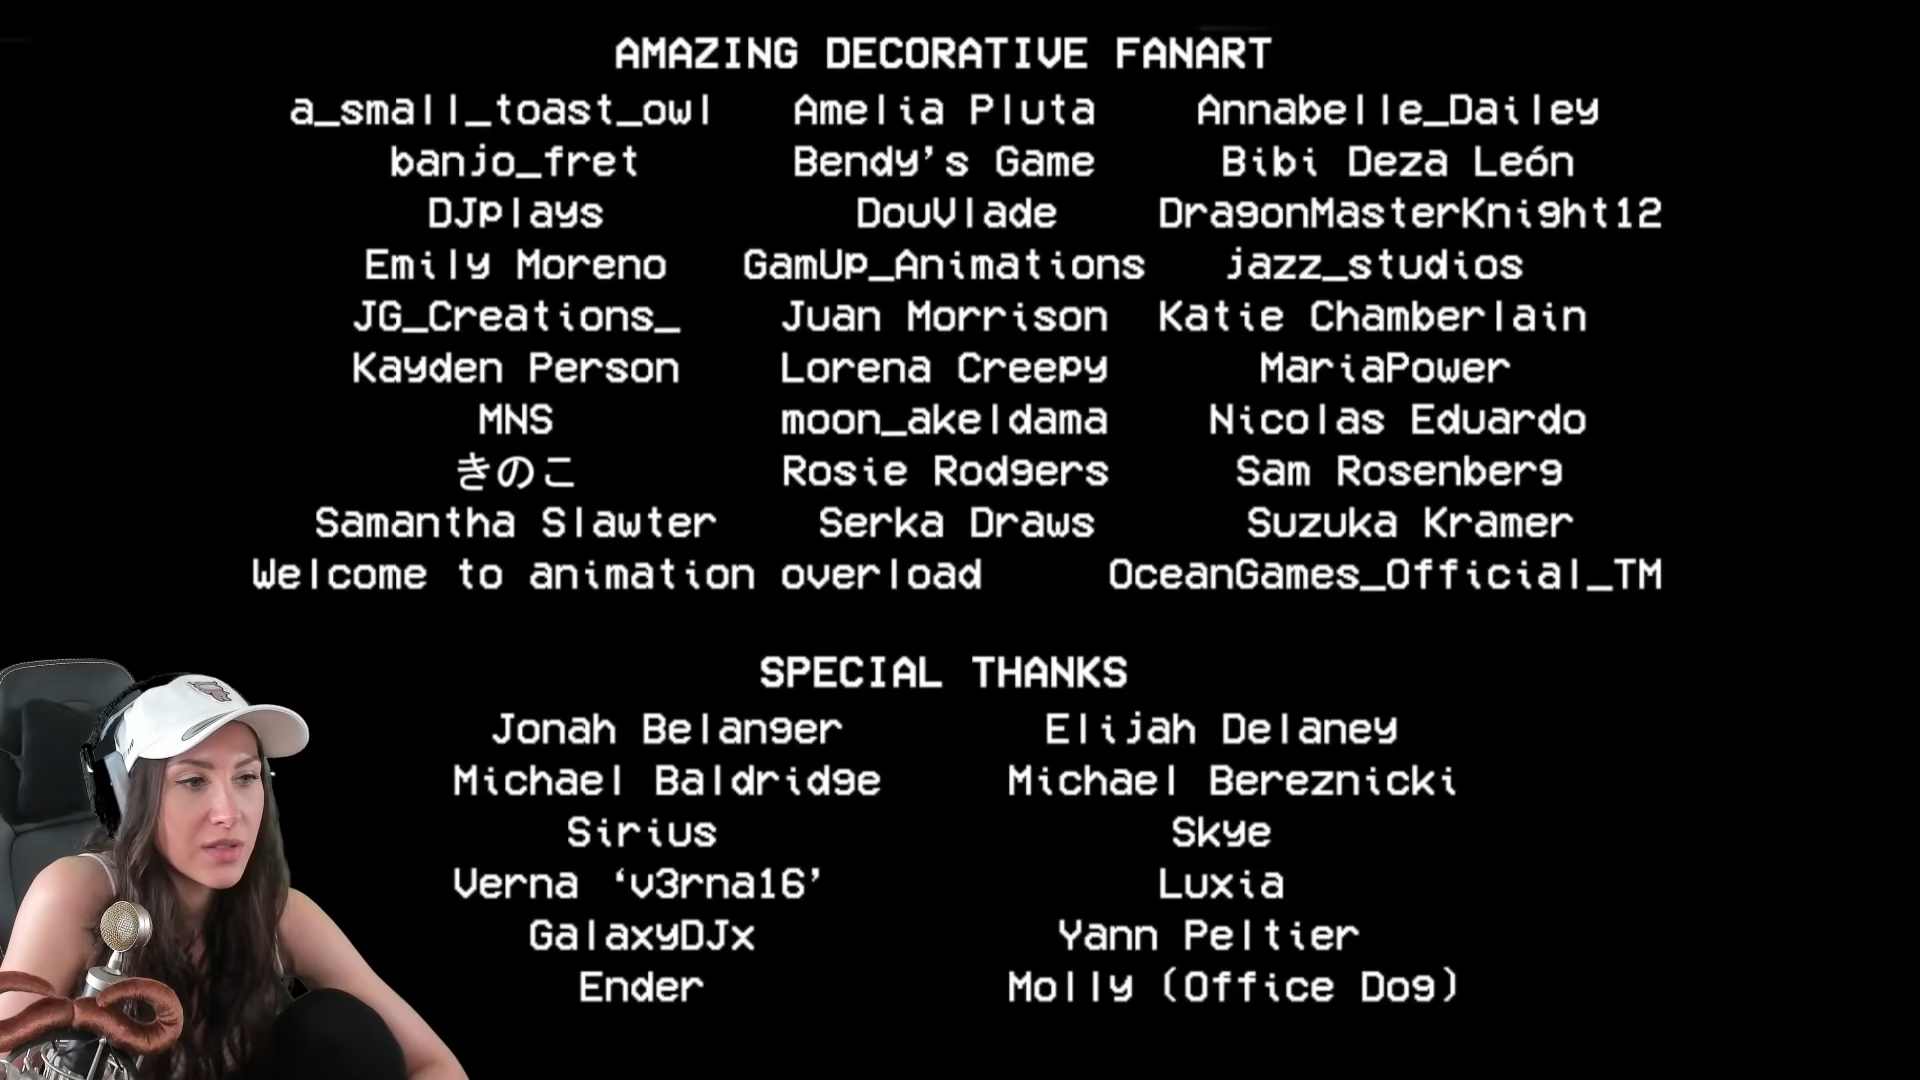 AMAZING DECORATIVE FANART
a_small_toast_owl Amelia Pluta Annabelle_Dailey
banjo_fret Bendy’s Game Bibi Deza León
DJplays DouVlade DragonMasterKnight12
Emily Moreno GamUp_Animations jazz_studios
JG_Creations_ Juan Morrison Katie Chamberlain
Kayden Person Lorena Creepy MariaPower
MNS moon_akeldama Nicolas Eduardo
きのこ Rosie Rodgers Sam Rosenberg
Samantha Slawter Serka Draws Suzuka Kramer
Welcome to animation overload OceanGames_Official_TM
SPECIAL THANKS
Jonah Belanger Elijah Delaney
Michael Baldridge Michael Bereznicki
Sirius Skye
Verna ‘v3rna16’ Luxia
GalaxyDJx Yann Peltier
Ender Molly (Office Dog)